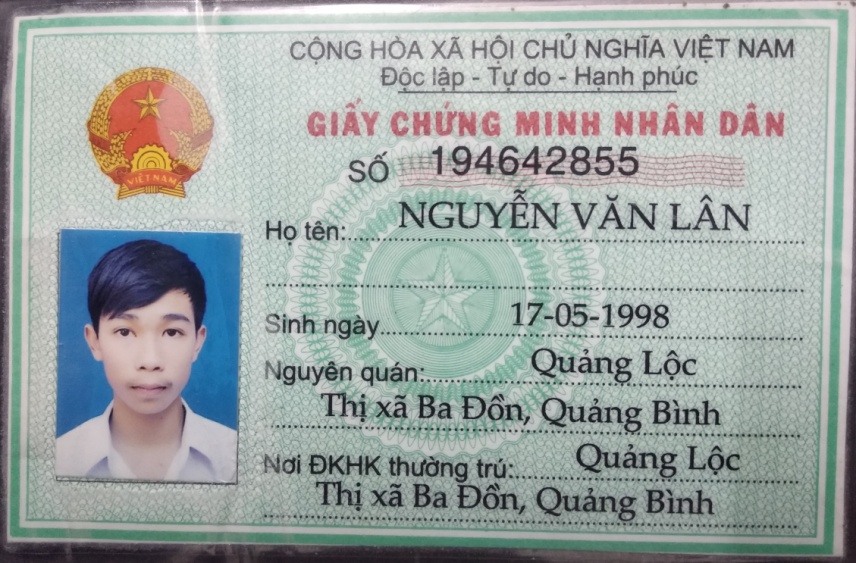 CỘNG HÒA XÃ HỘI CHỦ NGHĨA VIỆT NAM
Độc lập - Tự do - Hạnh phúc
GIẤY CHỨNG MINH NHÂN DÂN
SỐ 194642855
VIỆT NAM
Họ tên: NGUYỄN VĂN LÂN
Sinh ngày 17-05-1998
Nguyên quán: Quảng Lộc
Thị xã Ba Đồn, Quảng Bình
Nơi ĐKHK thường trú: Quảng Lộc
Thị xã Ba Đồn, Quảng Bình